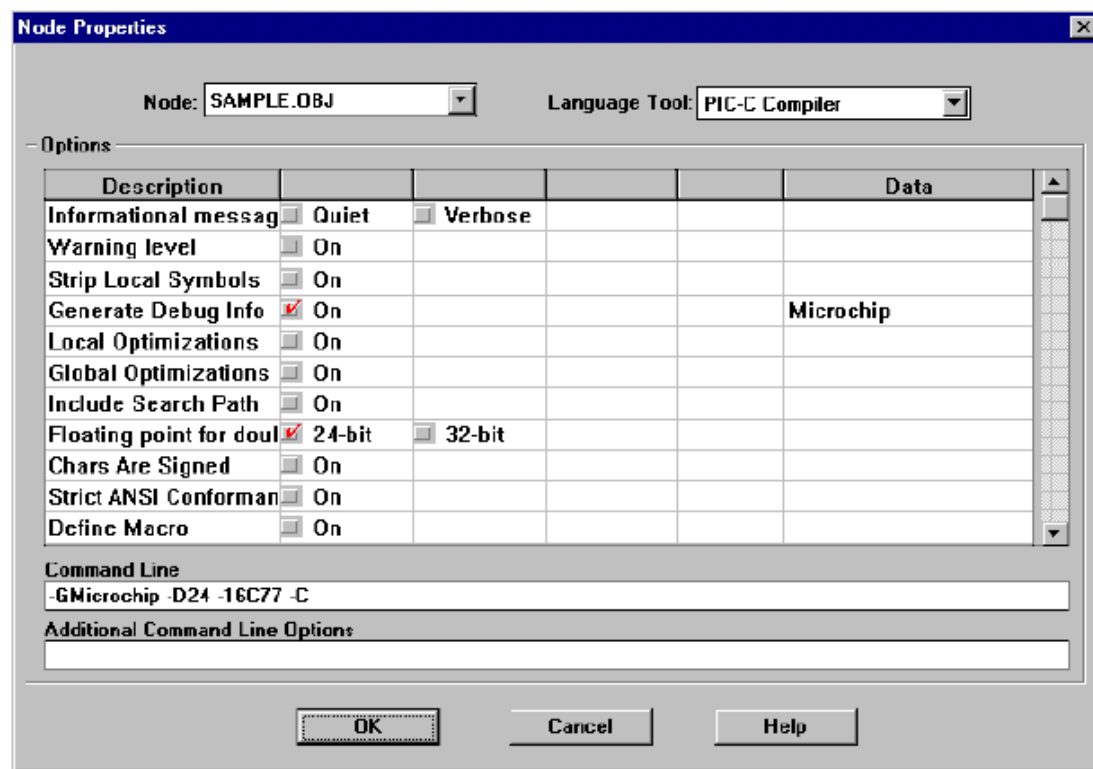 Node Properties
Node: SAMPLE.OBJ Language Tool: PIC-C Compiler
Options
Description Data
Informational messag Quiet Verbose
Warning level On
Strip Local Symbols On
Generate Debug Info On Microchip
Local Optimizations On
Global Optimizations On
Include Search Path On
Floating point for doul 24-bit 32-bit
Chars Are Signed On
Strict ANSI Conforman On
Define Macro On
Command Line
-GMicrochip -D24 -16C77 -C
Additional Command Line Options
OK Cancel Help